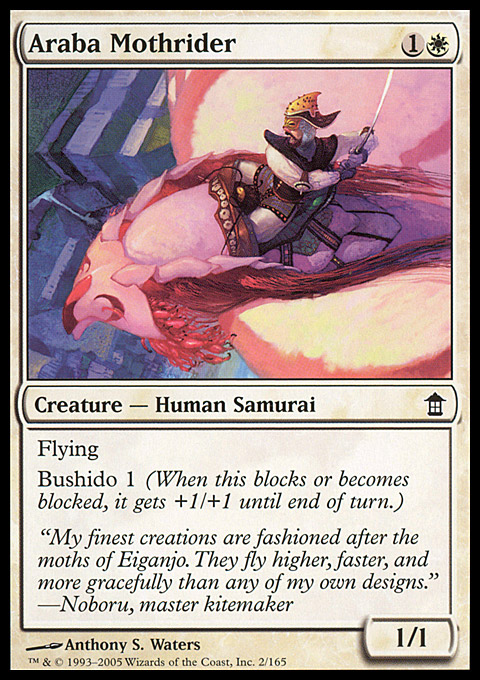 Araba Mothrider 1
Creature — Human Samurai
Flying
Bushido 1 (When this blocks or becomes
blocked, it gets +1/+1 until end of turn.)
“My finest creations are fashioned after the
moths of Eiganjo. They fly higher, faster, and
more gracefully than any of my own designs.”
—Noboru, master kitemaker
Anthony S. Waters
1/1
™ & © 1993–2005 Wizards of the Coast, Inc. 2/165